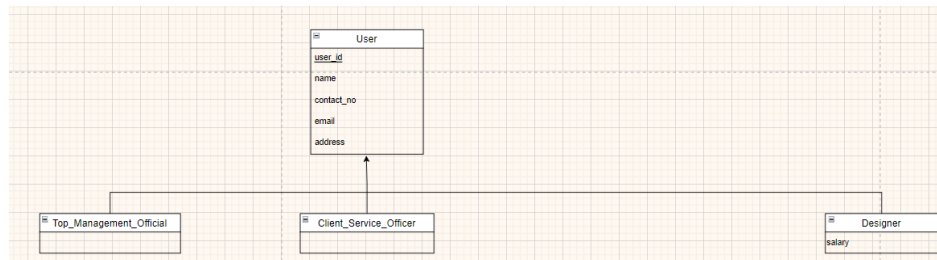 User
user_id
name
contact_no
email
address
Top_Management_Official
Client_Service_Officer
Designer
salary